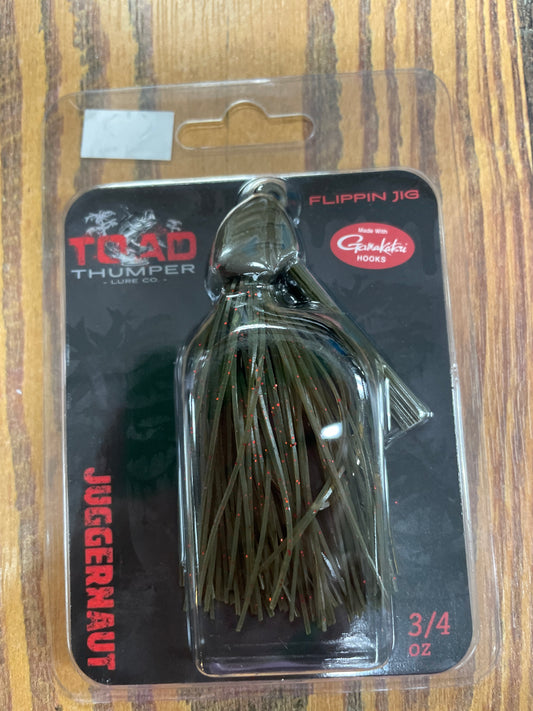 FLIPPIN JIG
TOAD
THUMPER
- LURE CO. -
Made With
Gamakatsu
HOOKS
JUGGERNAUT
3/4
oz